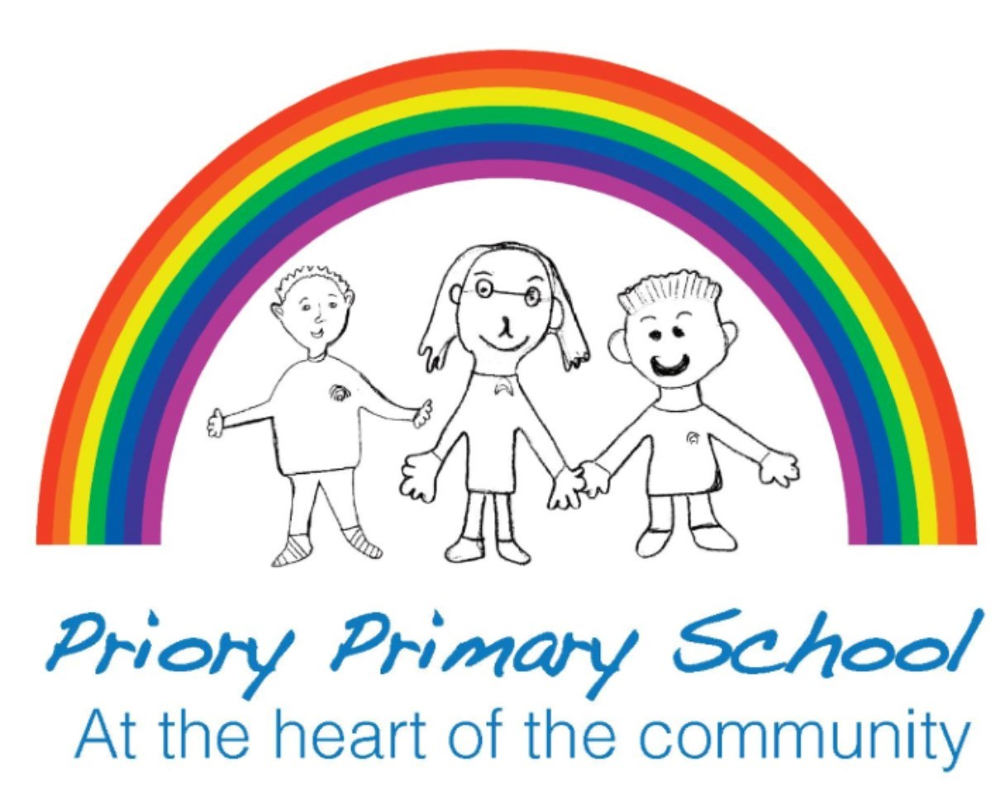 Priory Primary School
At the heart of the community